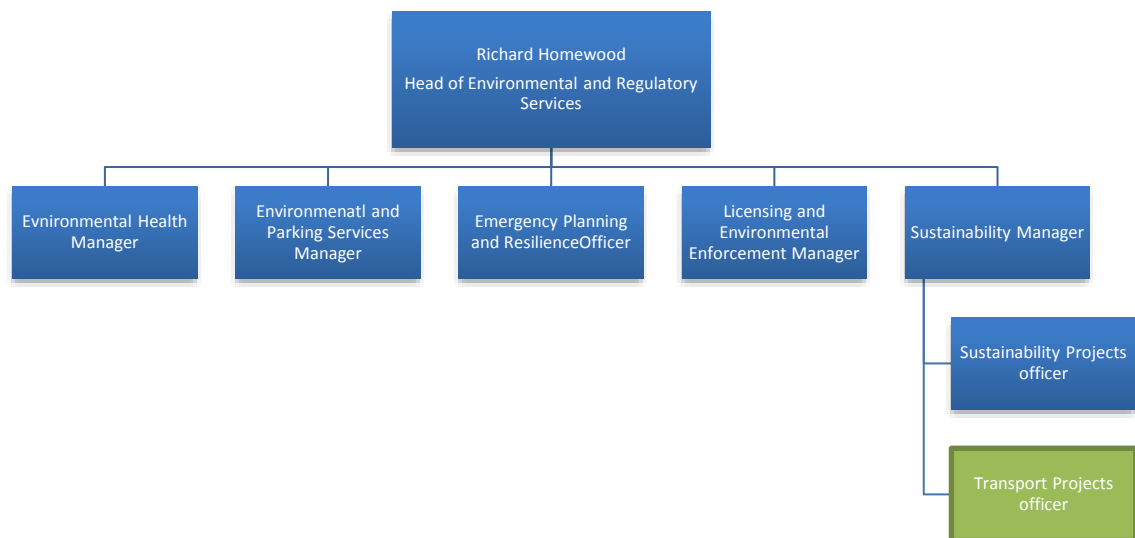 Richard Homewood
Head of Environmental and Regulatory
Services
Evnironmental Health
Manager
Environmenatl and
Parking Services
Manager
Emergency Planning
and ResilienceOfficer
Licensing and
Environmental
Enforcement Manager
Sustainability Manager
Sustainability Projects
officer
Transport Projects
officer